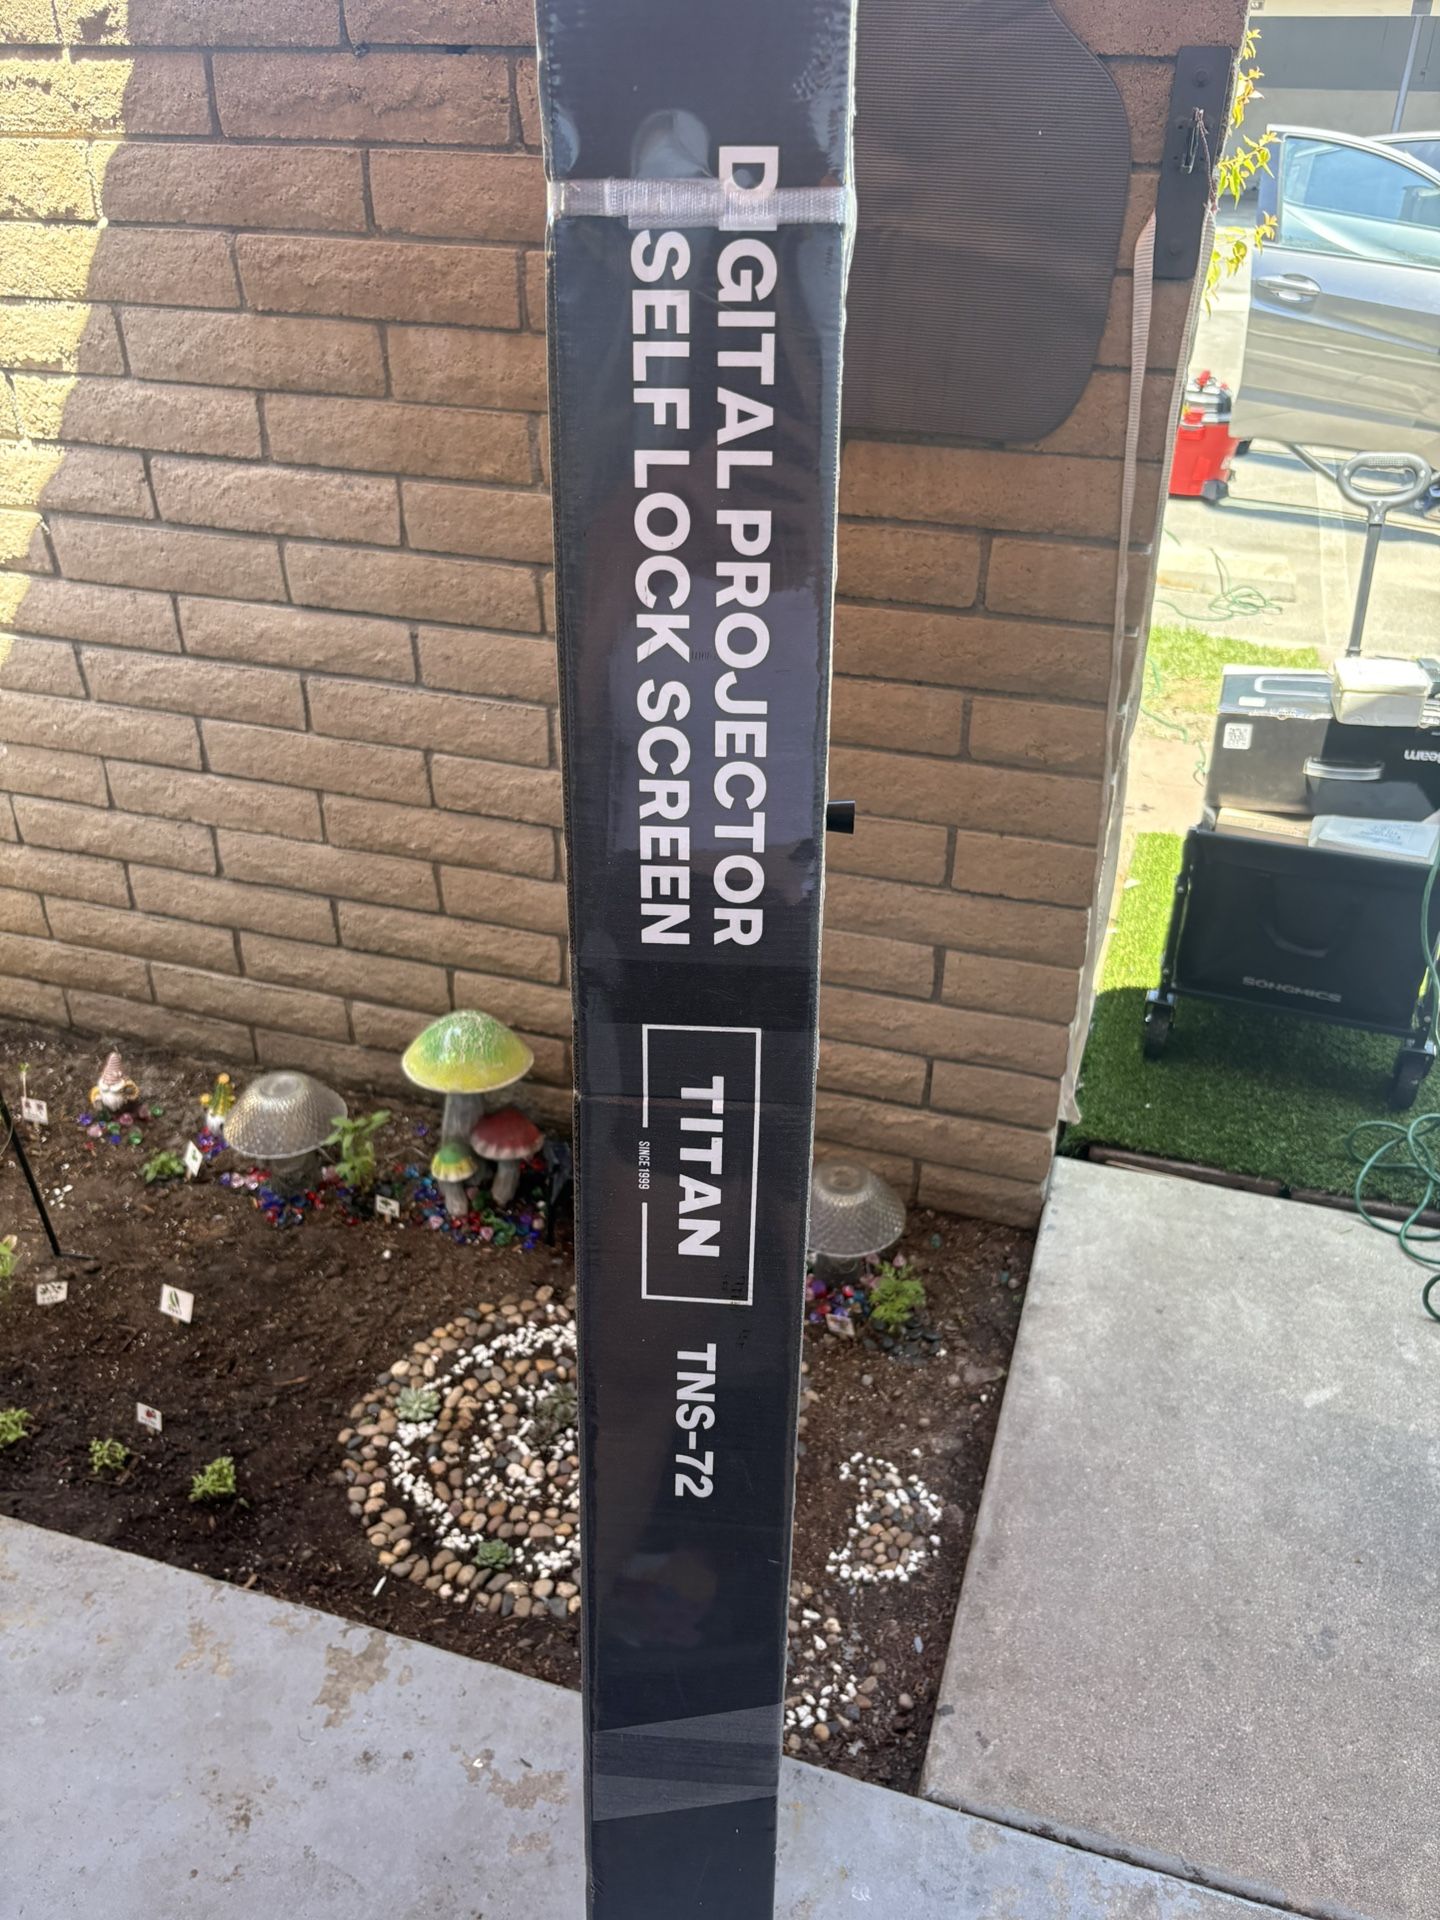 DIGITAL PROJECTOR
SELF LOCK SCREEN
TITAN
SINCE 1999
TNS-72
SONGMICS